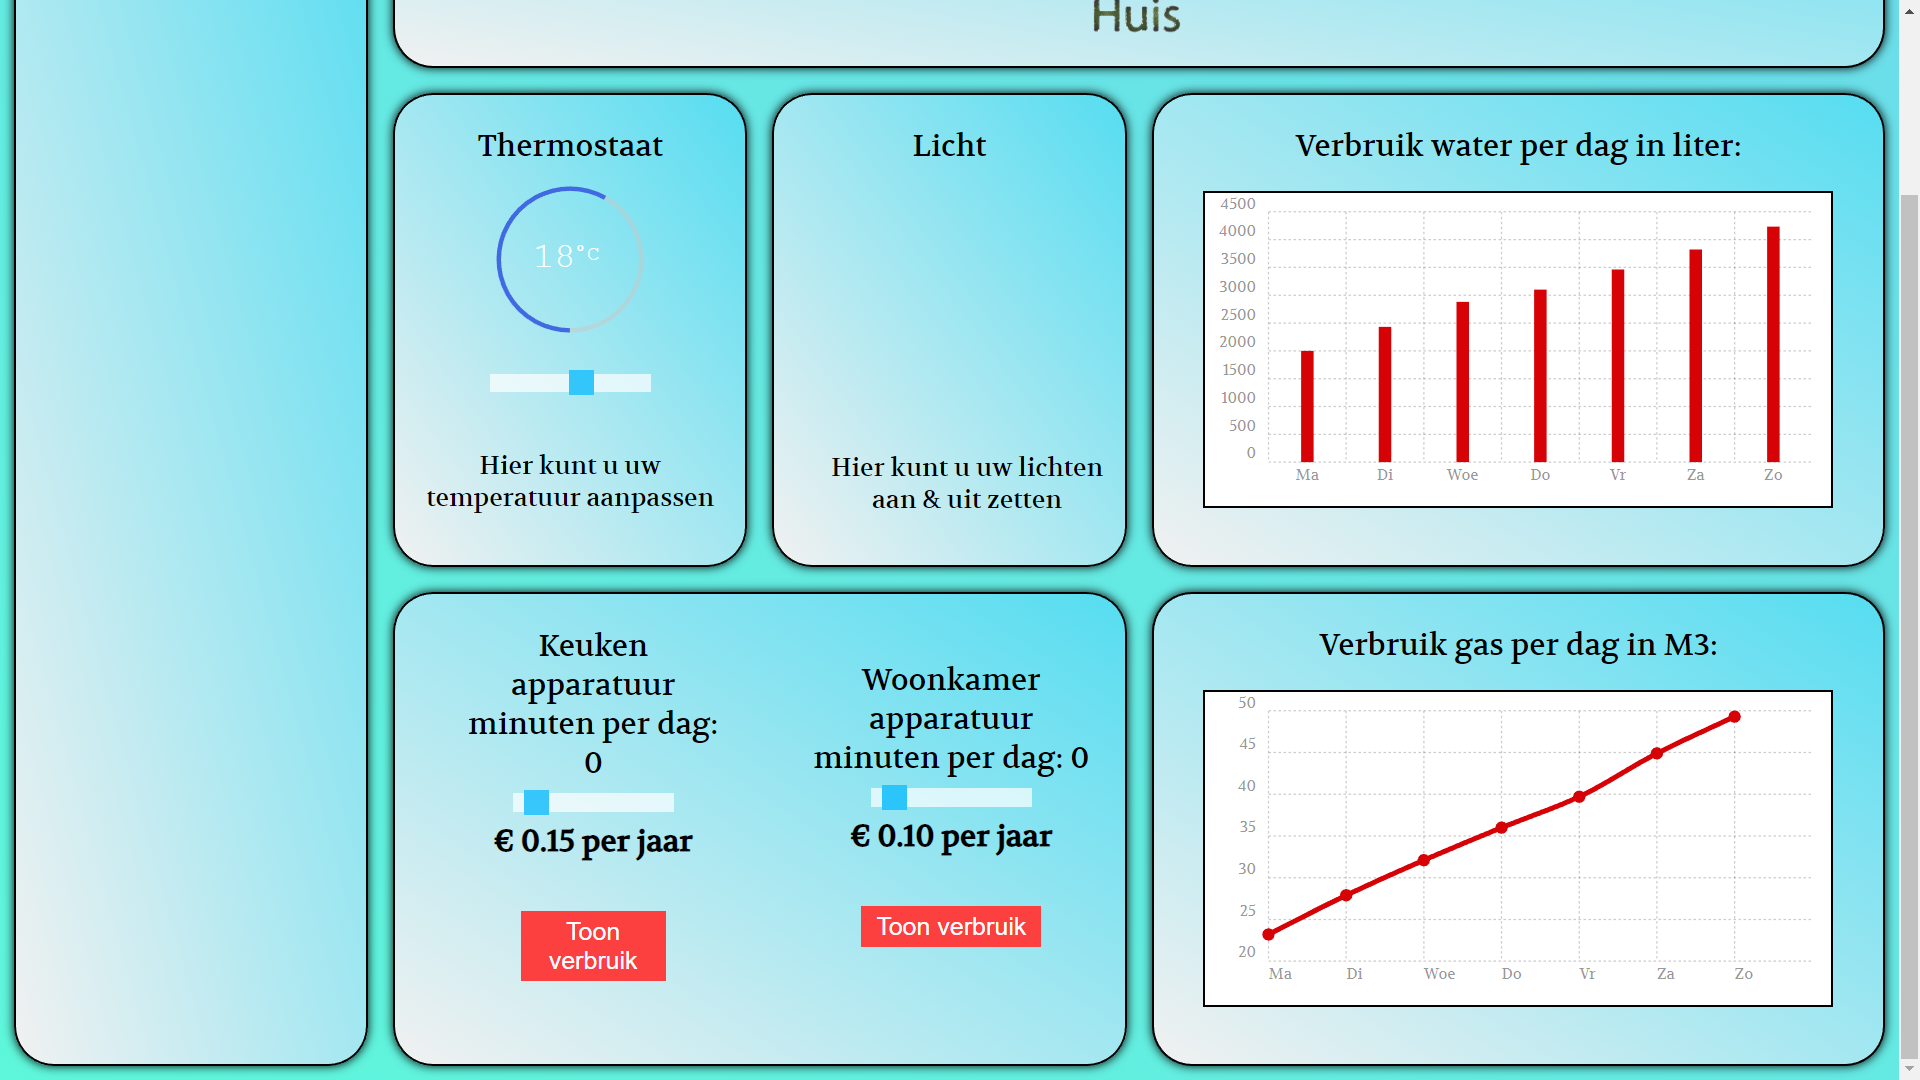 Huis
Thermostaat
18°C
Hier kunt u uw
temperatuur aanpassen
Licht
Hier kunt u uw lichten
aan & uit zetten
Verbruik water per dag in liter:
4500
4000
3500
3000
2500
2000
1500
1000
500
0
Ma Di Woe Do Vr Za Zo
Keuken
apparatuur
minuten per dag:
0
€ 0.15 per jaar
Toon
verbruik
Woonkamer
apparatuur
minuten per dag: 0
€ 0.10 per jaar
Toon verbruik
Verbruik gas per dag in M3:
50
45
40
35
30
25
20
Ma Di Woe Do Vr Za Zo